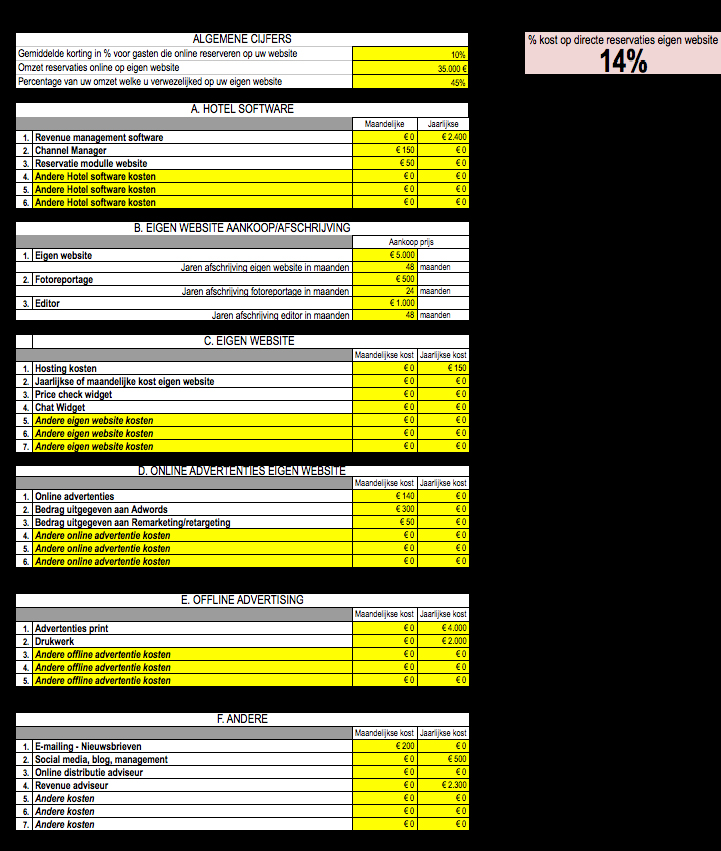 ALGEMENE CIJFERS
Gemiddelde korting in % voor gasten die online reserveren op uw website 10%
Omzet reservaties online op eigen website 35.000 €
Percentage van uw omzet welke u verwezelijked op uw eigen website 45%
% kost op directe reservaties eigen website
14%
A. HOTEL SOFTWARE
Maandelijke Jaarlijkse
1. Revenue management software € 0 € 2.400
2. Channel Manager € 150 € 0
3. Reservatie modulle website € 50 € 0
4. Andere Hotel software kosten € 0 € 0
5. Andere Hotel software kosten € 0 € 0
6. Andere Hotel software kosten € 0 € 0
B. EIGEN WEBSITE AANKOOP/AFSCHRIJVING
Aankoop prijs
1. Eigen website € 5.000
Jaren afschrijving eigen website in maanden 48 maanden
2. Fotoreportage € 500
Jaren afschrijving fotoreportage in maanden 24 maanden
3. Editor € 1.000
Jaren afschrijving editor in maanden 48 maanden
C. EIGEN WEBSITE
Maandelijkse kost Jaarlijkse kost
1. Hosting kosten € 0 € 150
2. Jaarlijkse of maandelijke kost eigen website € 0 € 0
3. Price check widget € 0 € 0
4. Chat Widget € 0 € 0
5. Andere eigen website kosten € 0 € 0
6. Andere eigen website kosten € 0 € 0
7. Andere eigen website kosten € 0 € 0
D. ONLINE ADVERTENTIES EIGEN WEBSITE
Maandelijkse kost Jaarlijkse kost
1. Online advertenties € 140 € 0
2. Bedrag uitgegeven aan Adwords € 300 € 0
3. Bedrag uitgegeven aan Remarketing/retargeting € 50 € 0
4. Andere online advertentie kosten € 0 € 0
5. Andere online advertentie kosten € 0 € 0
6. Andere online advertentie kosten € 0 € 0
E. OFFLINE ADVERTISING
Maandelijkse kost Jaarlijkse kost
1. Advertenties print € 0 € 4.000
2. Drukwerk € 0 € 2.000
3. Andere offline advertentie kosten € 0 € 0
4. Andere offline advertentie kosten € 0 € 0
5. Andere offline advertentie kosten € 0 € 0
F. ANDERE
Maandelijkse kost Jaarlijkse kost
1. E-mailing - Nieuwsbrieven € 200 € 0
2. Social media, blog, management € 0 € 500
3. Online distributie adviseur € 0 € 0
4. Revenue adviseur € 0 € 2.300
5. Andere kosten € 0 € 0
6. Andere kosten € 0 € 0
7. Andere kosten € 0 € 0